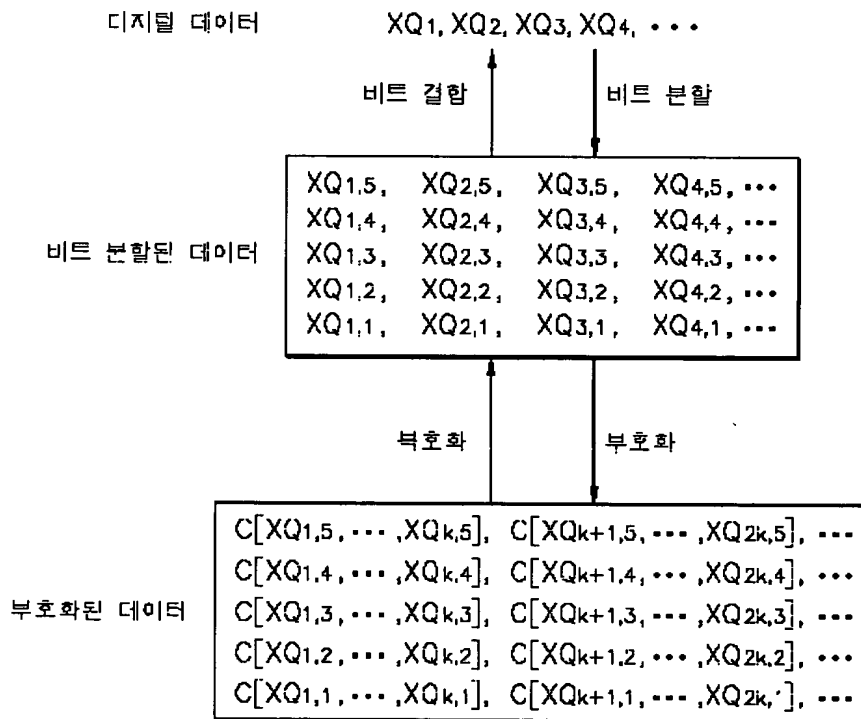 디지털 데이터 XQ1, XQ2, XQ3, XQ4, •••
비트 결합 비트 분할
XQ1,5, XQ2,5, XQ3,5, XQ4,5, •••
XQ1,4, XQ2,4, XQ3,4, XQ4,4, •••
비트 분할된 데이터 XQ1,3, XQ2,3, XQ3,3, XQ4,3, •••
XQ1,2, XQ2,2, XQ3,2, XQ4,2, •••
XQ1,1, XQ2,1, XQ3,1, XQ4,1, •••
복호화 부호화
C[XQ1,5, ••• ,XQk,5], C[XQk+1,5, ••• ,XQ2k,5], •••
C[XQ1,4, ••• ,XQk,4], C[XQk+1,4, ••• ,XQ2k,4], •••
부호화된 데이터 C[XQ1,3, ••• ,XQk,3], C[XQk+1,3, ••• ,XQ2k,3], •••
C[XQ1,2, ••• ,XQk,2], C[XQk+1,2, ••• ,XQ2k,2], •••
C[XQ1,1, ••• ,XQk,1], C[XQk+1,1, ••• ,XQ2k,'], •••